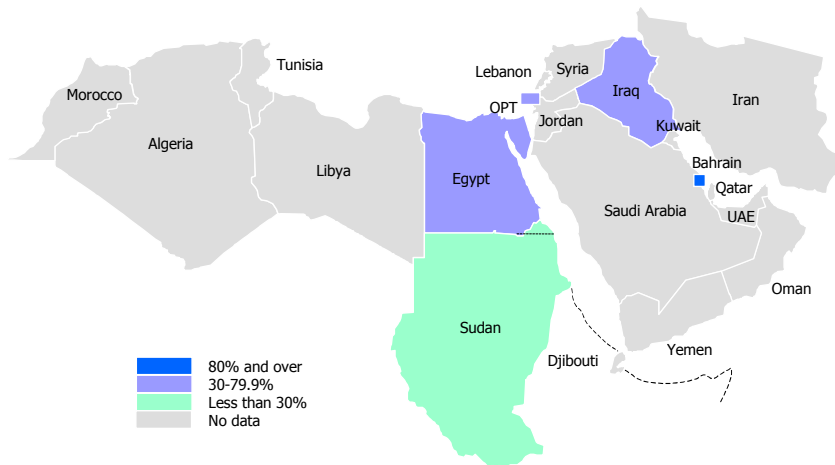 Tunisia
Lebanon
Syria
Morocco
Iraq
Iran
OPT
Jordan
Kuwait
Algeria
Libya
Bahrain
Egypt
Qatar
Saudi Arabia
UAE
Oman
Sudan
Yemen
Djibouti
80% and over
30-79.9%
Less than 30%
No data